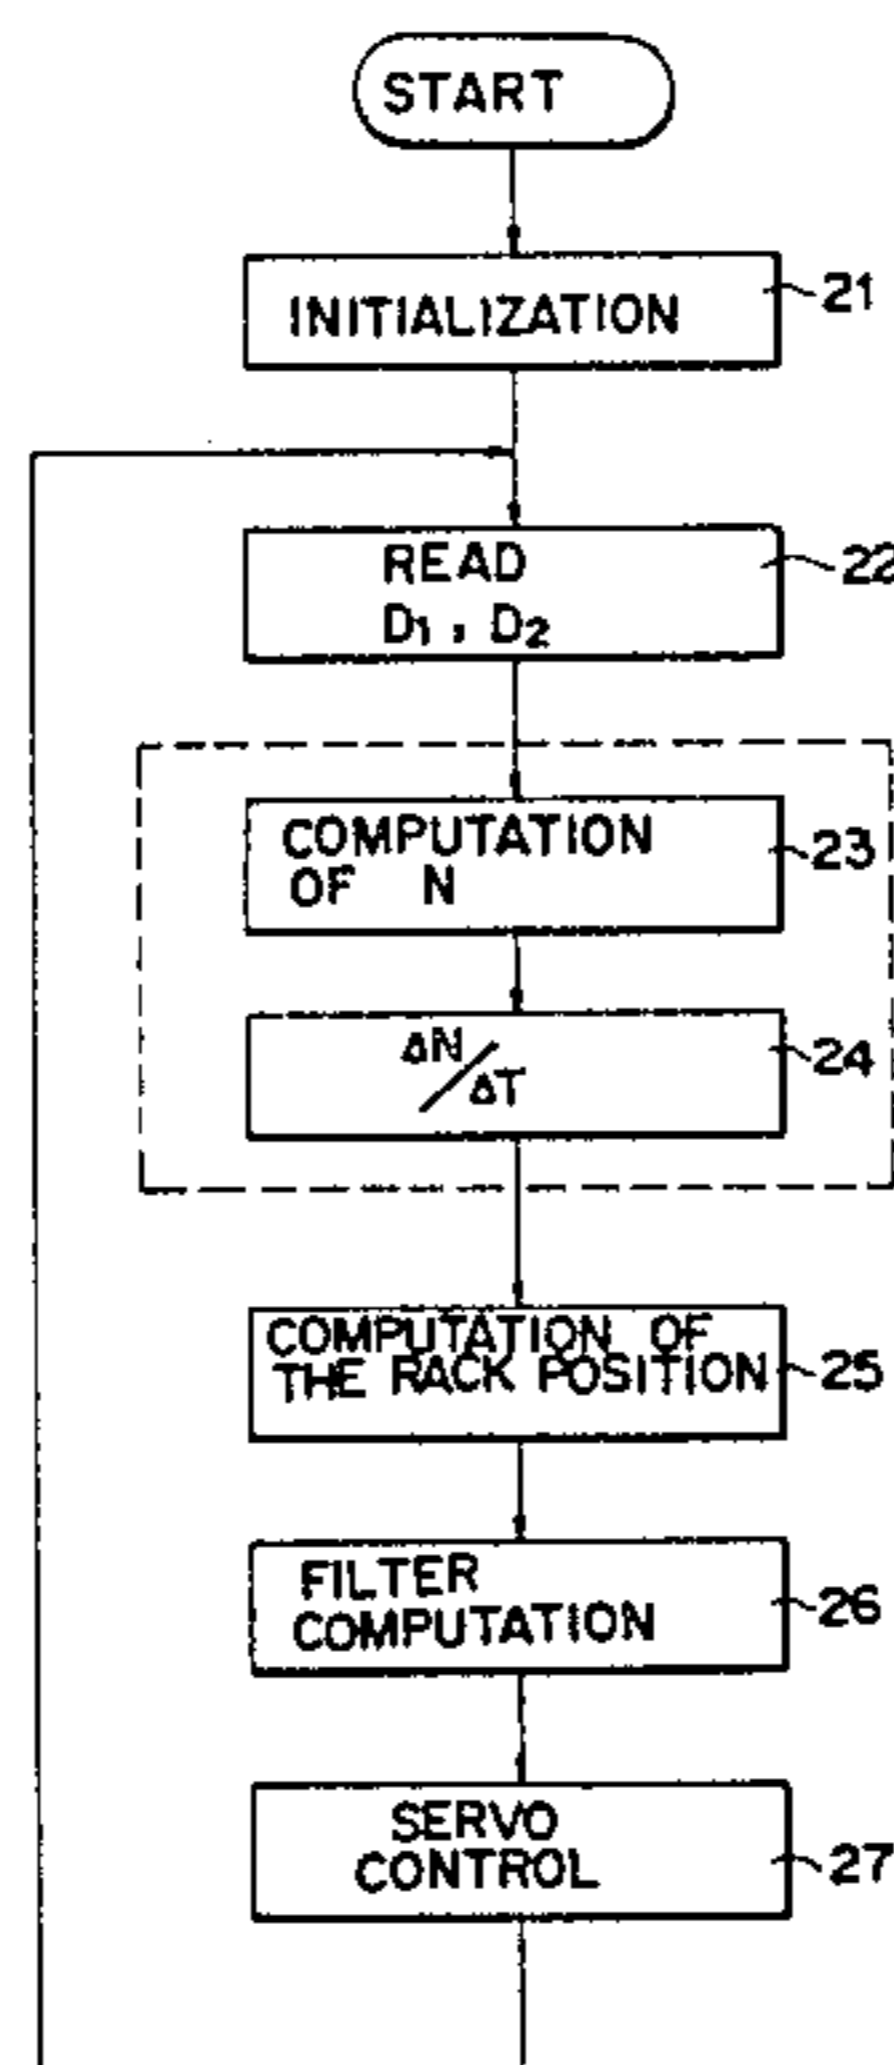 START
INITIALIZATION
21
READ
D1, D2
22
COMPUTATION
OF N
23
ΔN/ΔT
24
COMPUTATION OF
THE RACK POSITION
25
FILTER
COMPUTATION
26
SERVO
CONTROL
27